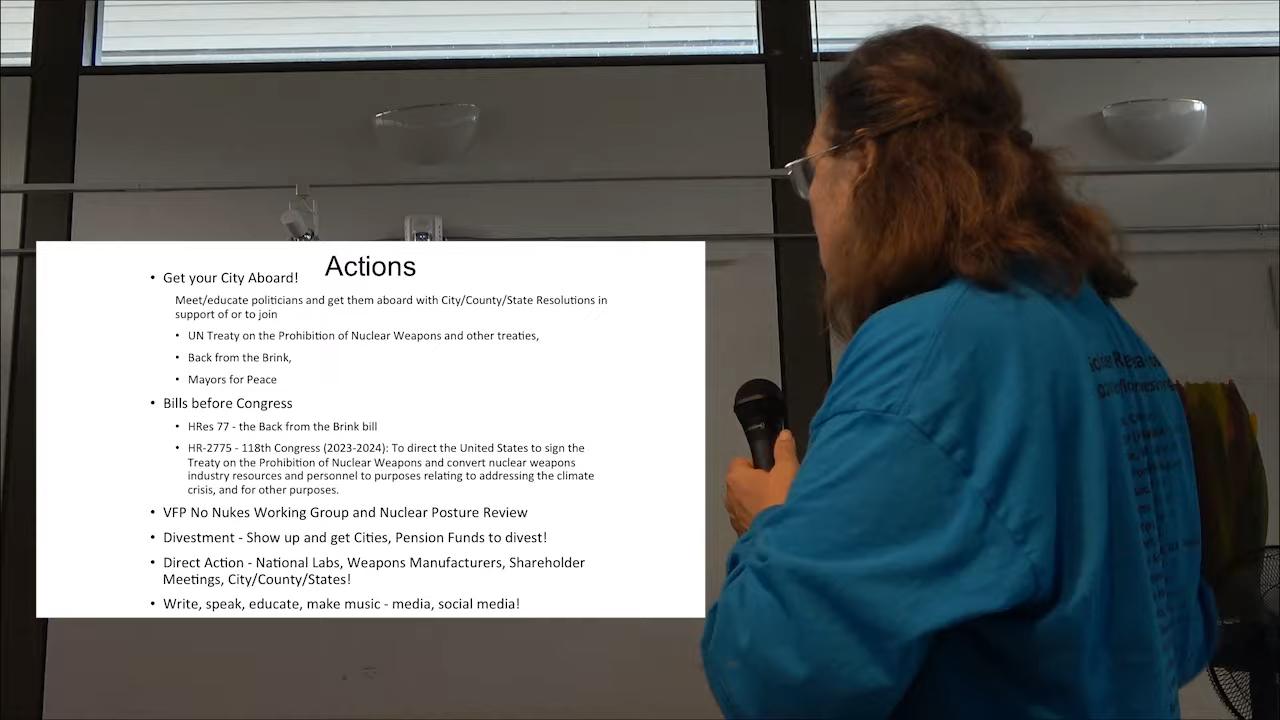 Actions
• Get your City Aboard!
Meet/educate politicians and get them aboard with City/County/State Resolutions in
support of or to join
• UN Treaty on the Prohibition of Nuclear Weapons and other treaties,
• Back from the Brink,
• Mayors for Peace
• Bills before Congress
• HRes 77 - the Back from the Brink bill
• HR-2775 - 118th Congress (2023-2024): To direct the United States to sign the
Treaty on the Prohibition of Nuclear Weapons and convert nuclear weapons
industry resources and personnel to purposes relating to addressing the climate
crisis, and for other purposes.
• VFP No Nukes Working Group and Nuclear Posture Review
• Divestment - Show up and get Cities, Pension Funds to divest!
• Direct Action - National Labs, Weapons Manufacturers, Shareholder
Meetings, City/County/States!
• Write, speak, educate, make music - media, social media!